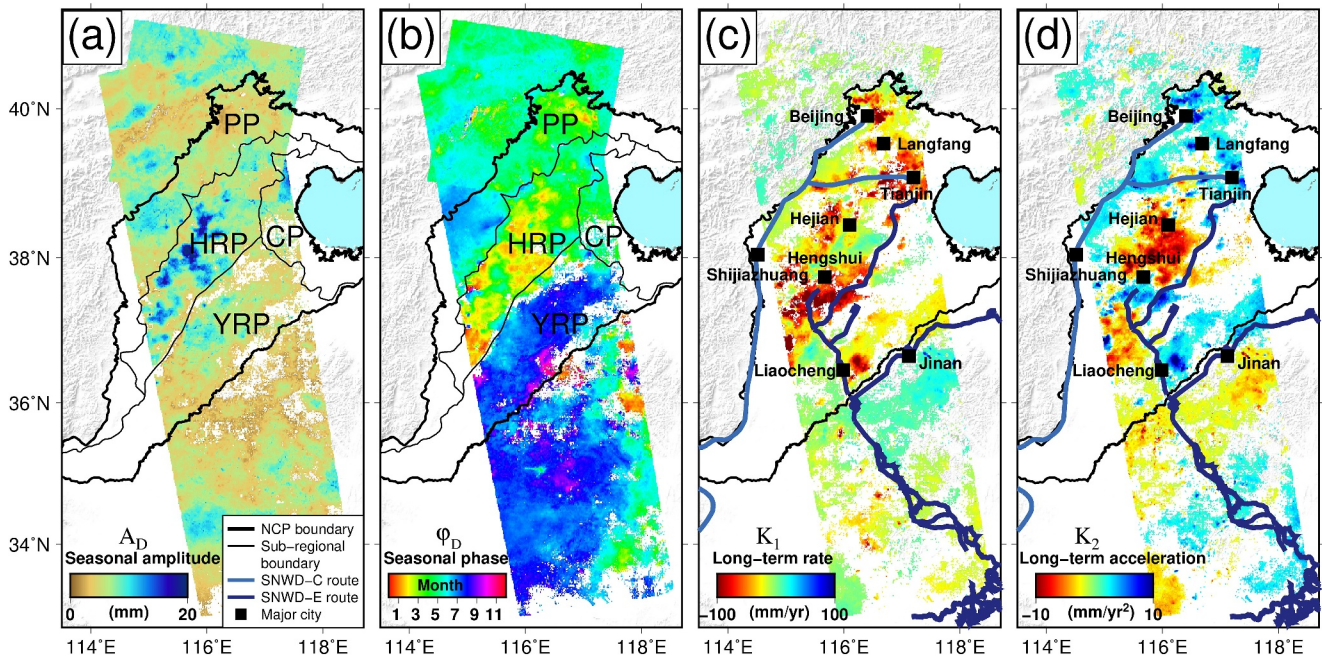 (a)
(b)
(c)
(d)
40°N
38°N
36°N
34°N
PP
HRP
CP
YRP
A_D
Seasonal amplitude
0 (mm) 20
NCP boundary
Sub-regional
boundary
SNWD-C route
SNWD-E route
Major city
114°E 116°E 118°E
PP
HRP
CP
YRP
φ_D
Seasonal phase
Month
1 3 5 7 9 11
114°E 116°E 118°E
Beijing
Langfang
Tianjin
Hejian
Hengshui
Shijiazhuang
Liaocheng
Jinan
K_1
Long-term rate
-100 (mm/yr) 100
114°E 116°E 118°E
Beijing
Langfang
Tianjin
Hejian
Hengshui
Shijiazhuang
Liaocheng
Jinan
K_2
Long-term acceleration
-10 (mm/yr²) 10
114°E 116°E 118°E